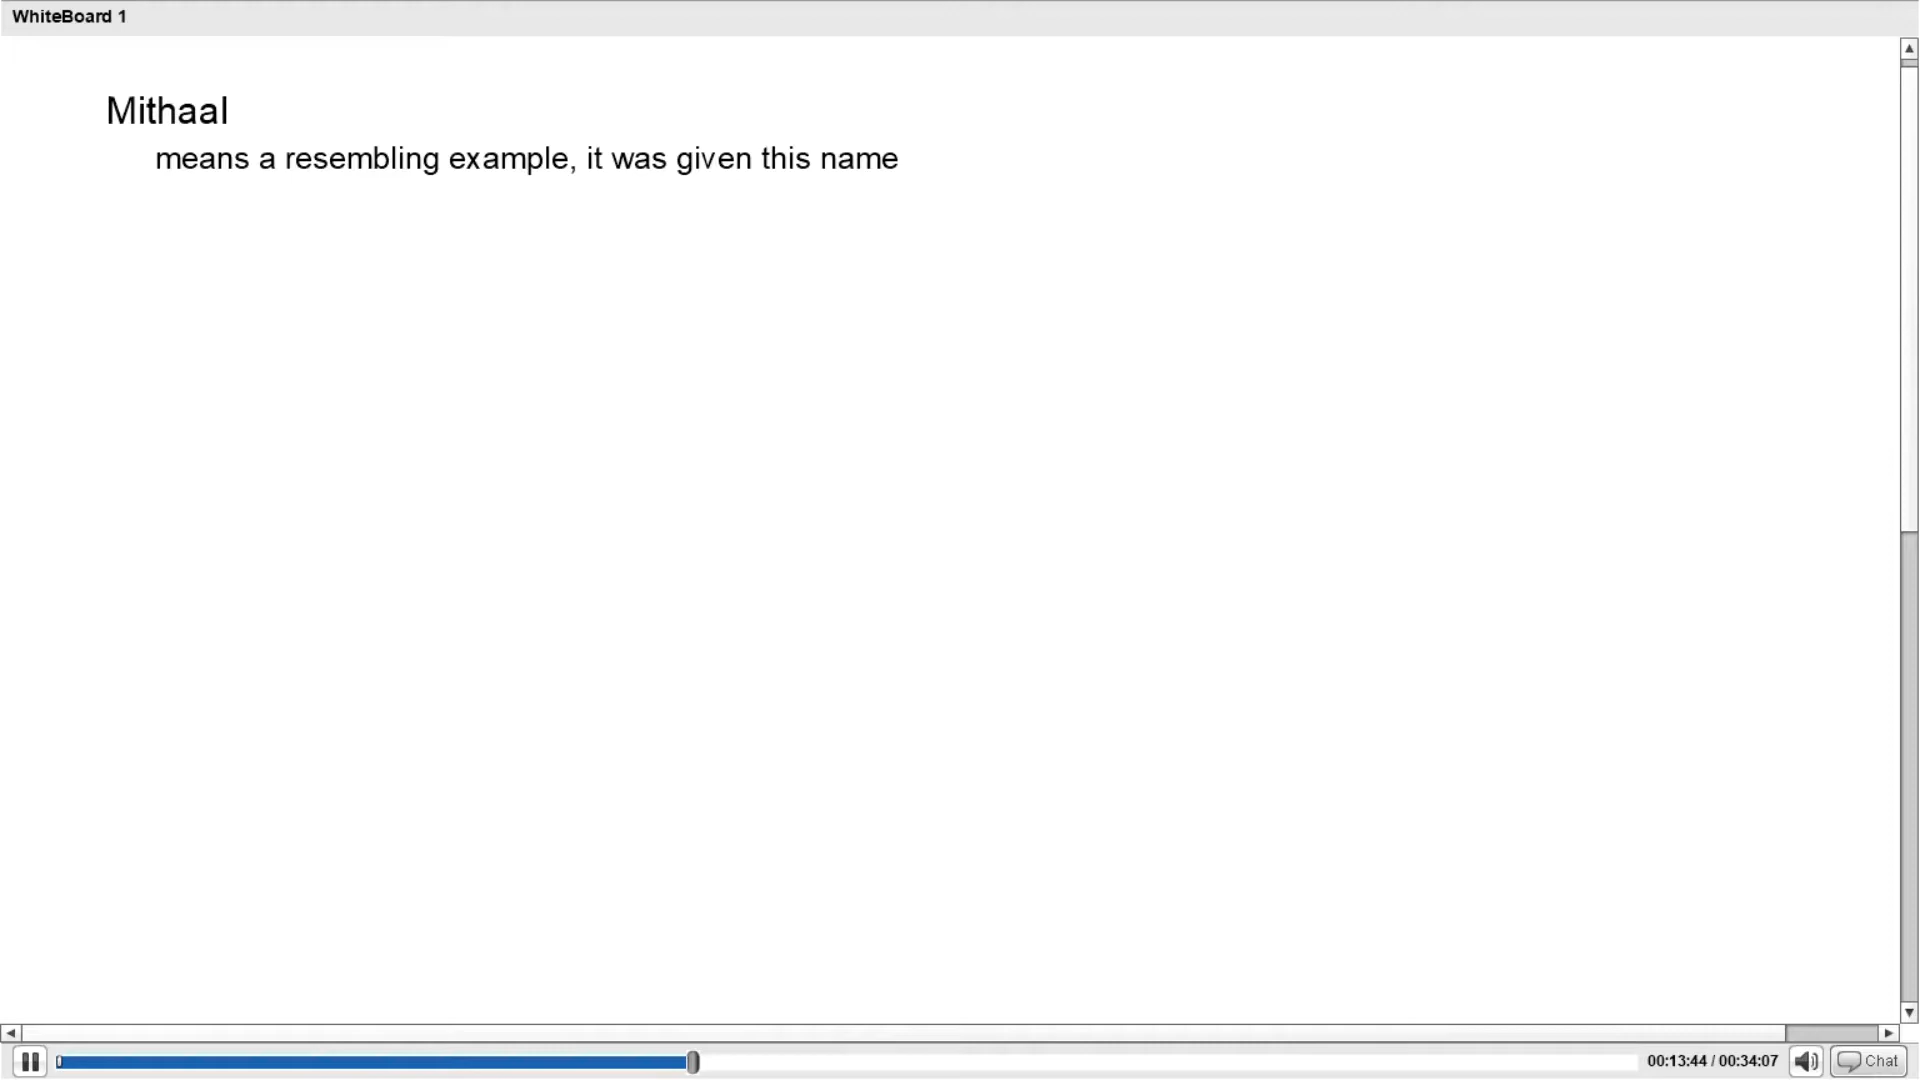 WhiteBoard 1
Mithaal
means a resembling example, it was given this name
00:13:44 / 00:34:07
Chat